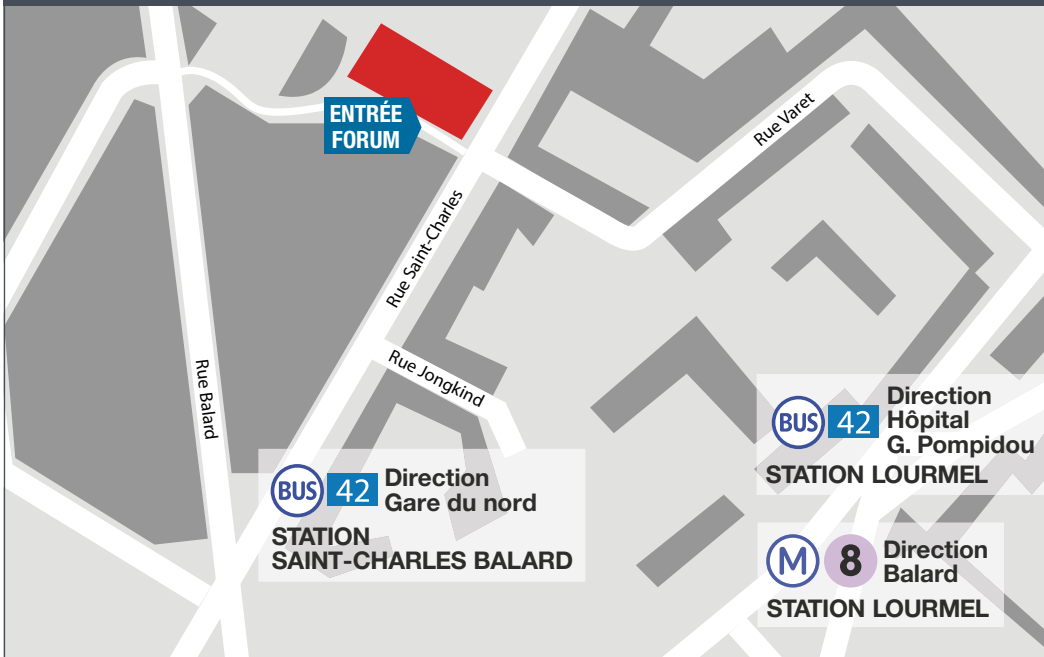 ENTRÉE
FORUM
Rue Varet
Rue Saint-Charles
Rue Jongkind
Rue Balard
BUS 42 Direction
Hôpital
G. Pompidou
STATION LOURMEL
BUS 42 Direction
Gare du nord
STATION
SAINT-CHARLES BALARD
M 8 Direction
Balard
STATION LOURMEL